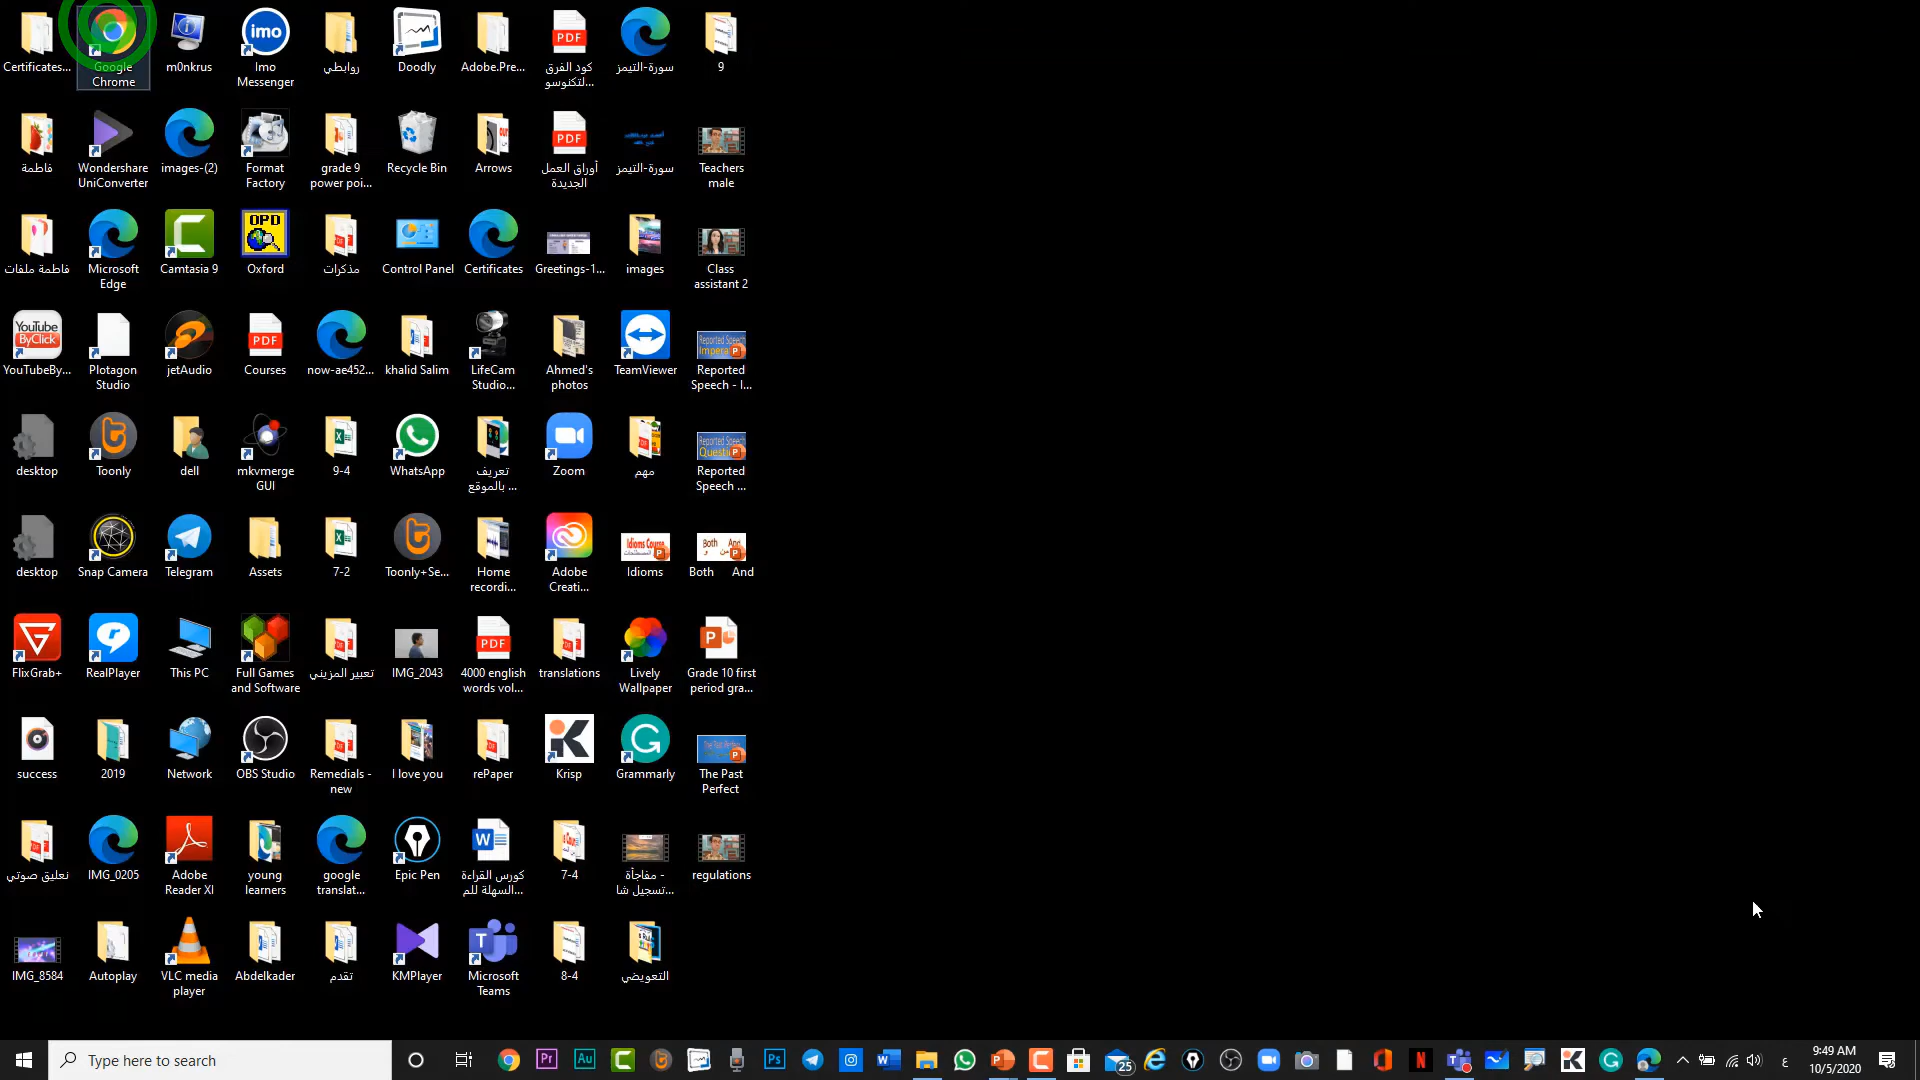 Certificates...
Google
Chrome
m0nkrus
Imo
Messenger
روابطي
Doodly
Adobe.Pre...
كود الفرق
لتكنوسو...
سورة-التيمز
9
فاطمة
Wondershare
UniConverter
images-(2)
Format
Factory
grade 9
power poi...
Recycle Bin
Arrows
أوراق العمل
الجديدة
سورة-التيمز
Teachers
male
فاطمة ملفات
Microsoft
Edge
Camtasia 9
OPD
Oxford
مذكرات
Control Panel
Certificates
Greetings-1...
images
Class
assistant 2
YouTube
ByClick
YouTubeBy...
Plotagon
Studio
jetAudio
PDF
Courses
now-ae452...
khalid Salim
LifeCam
Studio...
Ahmed's
photos
TeamViewer
Reported
Speech - I...
desktop
Toonly
dell
mkvmerge
GUI
9-4
WhatsApp
تعريف
بالموقع ...
Zoom
مهم
Reported
Speech ...
desktop
Snap Camera
Telegram
Assets
7-2
Toonly+Se...
Home
recordi...
Adobe
Creati...
Idioms
Both And
FlixGrab+
RealPlayer
This PC
Full Games
and Software
تعبير المزيني
IMG_2043
4000 english
words vol...
translations
Lively
Wallpaper
Grade 10 first
period gra...
success
2019
Network
OBS Studio
Remedials -
new
I love you
rePaper
Krisp
Grammarly
The Past
Perfect
تعليق صوتي
IMG_0205
Adobe
Reader XI
young
learners
google
translat...
Epic Pen
كورس القراءة
السهلة للم...
7-4
مفاجأة -
تسجيل شا...
regulations
IMG_8584
Autoplay
VLC media
player
Abdelkader
تقدم
KMPlayer
Microsoft
Teams
8-4
التعويضي
Type here to search
25
ع
9:49 AM
10/5/2020